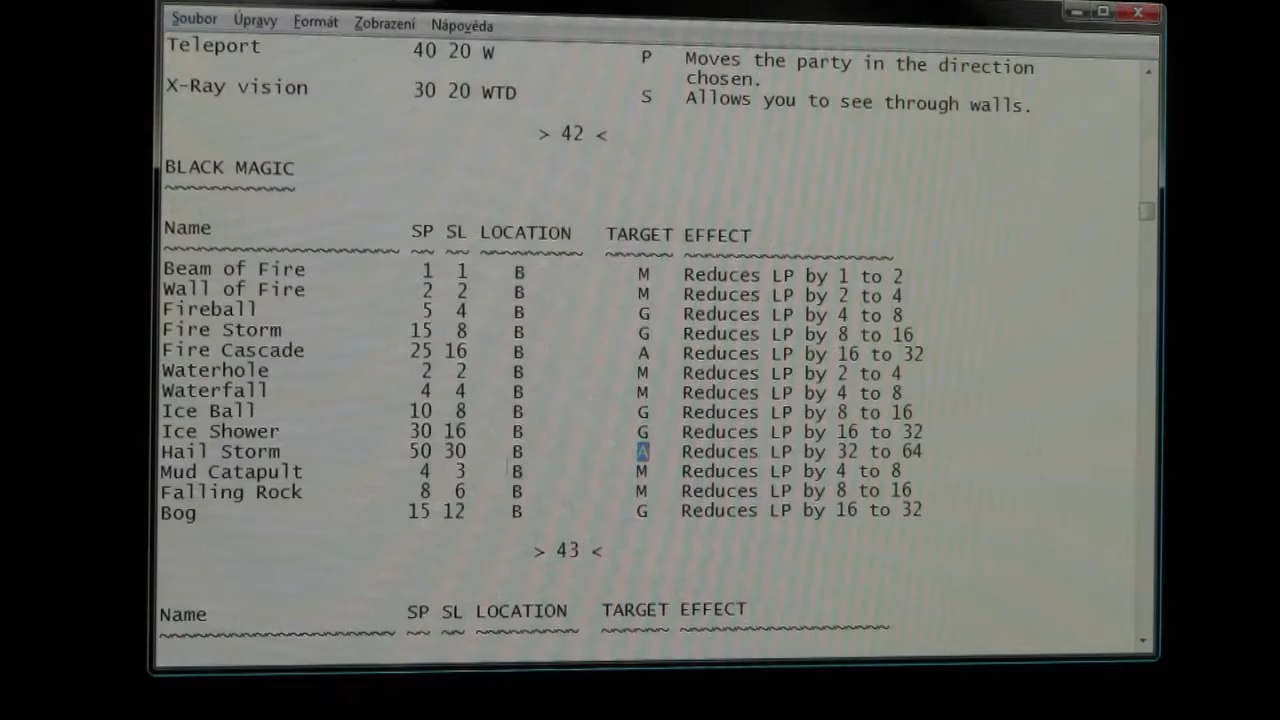 Soubor Úpravy Formát Zobrazení Nápověda
Teleport 40 20 W P Moves the party in the direction
chosen.
X-Ray vision 30 20 WTD S Allows you to see through walls.
> 42 <
BLACK MAGIC
~~~~~~~~~~~
Name SP SL LOCATION TARGET EFFECT
~~~~~~~~~~~~~~~~~~~~ ~~ ~~ ~~~~~~~~~ ~~~~~~ ~~~~~~~~~~~~~~~~~~
Beam of Fire 1 1 B M Reduces LP by 1 to 2
Wall of Fire 2 2 B M Reduces LP by 2 to 4
Fireball 5 4 B G Reduces LP by 4 to 8
Fire Storm 15 8 B G Reduces LP by 8 to 16
Fire Cascade 25 16 B A Reduces LP by 16 to 32
Waterhole 2 2 B M Reduces LP by 2 to 4
Waterfall 4 4 B M Reduces LP by 4 to 8
Ice Ball 10 8 B G Reduces LP by 8 to 16
Ice Shower 30 16 B G Reduces LP by 16 to 32
Hail Storm 50 30 B A Reduces LP by 32 to 64
Mud Catapult 4 3 B M Reduces LP by 4 to 8
Falling Rock 8 6 B M Reduces LP by 8 to 16
Bog 15 12 B G Reduces LP by 16 to 32
> 43 <
Name SP SL LOCATION TARGET EFFECT
~~~~~~~~~~~~~~~~~~~~ ~~ ~~ ~~~~~~~~~ ~~~~~~ ~~~~~~~~~~~~~~~~~~